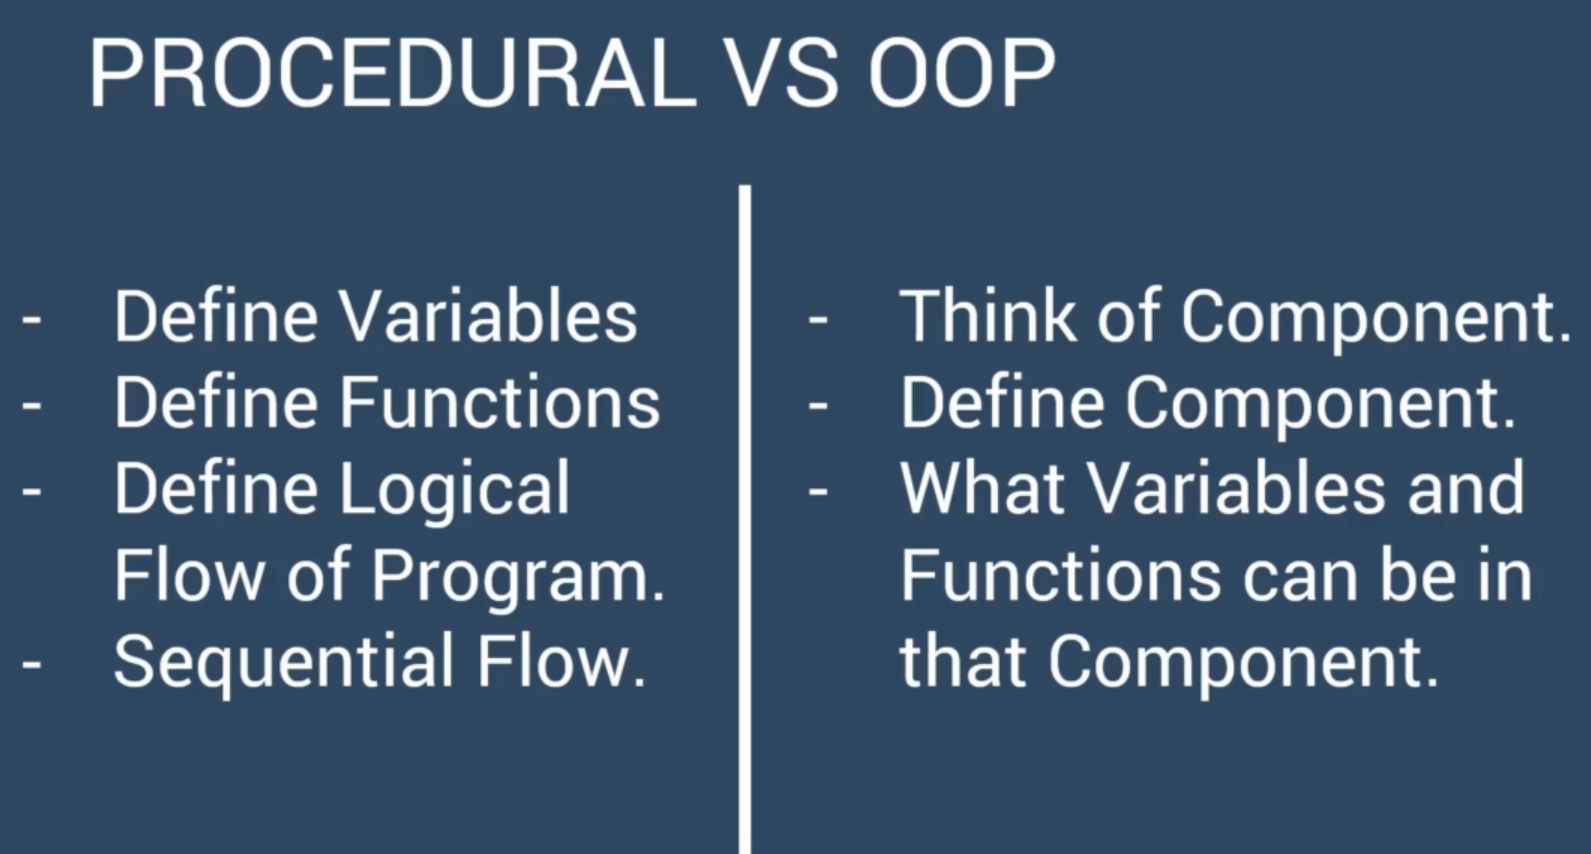 PROCEDURAL VS OOP
- Define Variables
- Define Functions
- Define Logical
Flow of Program.
- Sequential Flow.
- Think of Component.
- Define Component.
- What Variables and
Functions can be in
that Component.